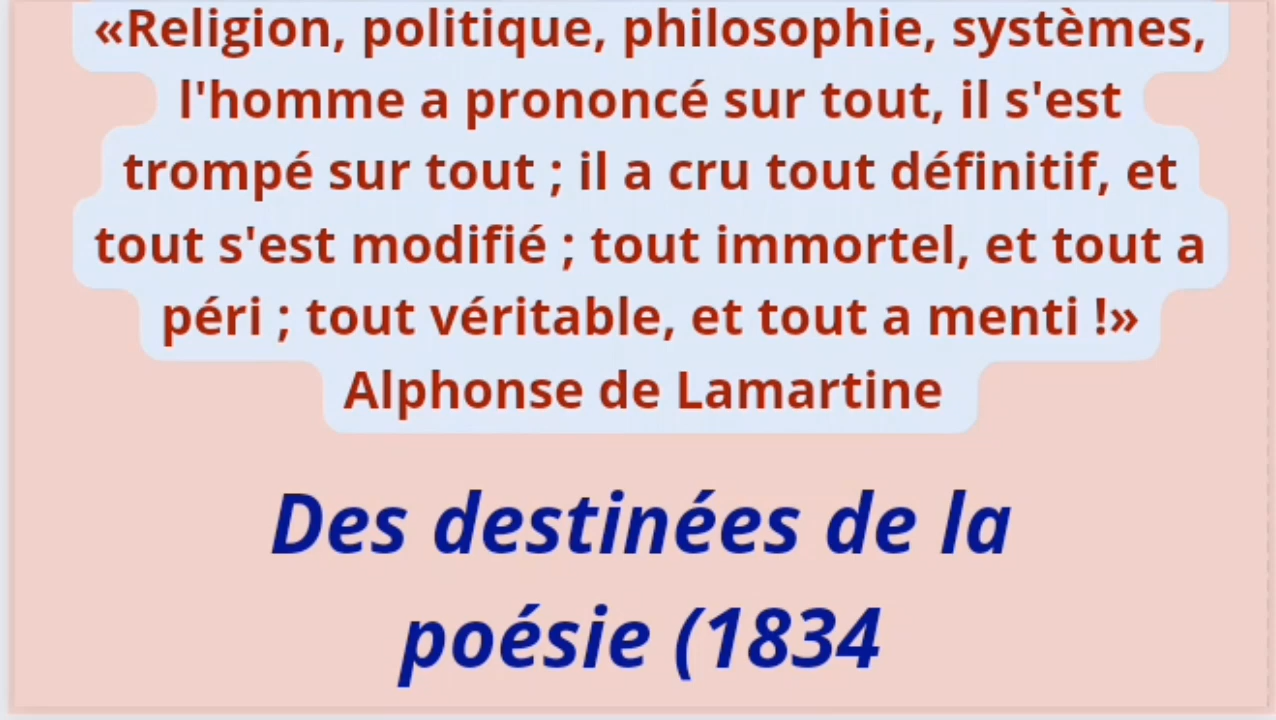 «Religion, politique, philosophie, systèmes,
l'homme a prononcé sur tout, il s'est
trompé sur tout ; il a cru tout définitif, et
tout s'est modifié ; tout immortel, et tout a
péri ; tout véritable, et tout a menti !»
Alphonse de Lamartine
Des destinées de la
poésie (1834